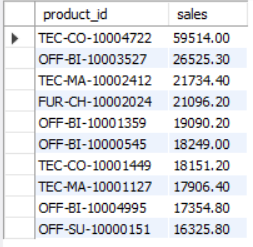 product_id sales
TEC-CO-10004722 59514.00
OFF-BI-10003527 26525.30
TEC-MA-10002412 21734.40
FUR-CH-10002024 21096.20
OFF-BI-10001359 19090.20
OFF-BI-10000545 18249.00
TEC-CO-10001449 18151.20
TEC-MA-10001127 17906.40
OFF-BI-10004995 17354.80
OFF-SU-10000151 16325.80